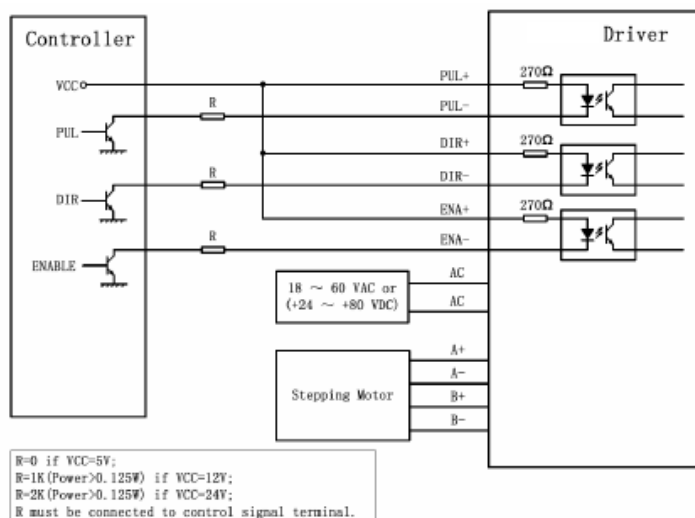 Controller
Driver
VCC
PUL+
270Ω
R
PUL-
PUL
DIR+
270Ω
R
DIR-
DIR
ENA+
270Ω
R
ENA-
ENABLE
18 ~ 60 VAC or
(+24 ~ +80 VDC)
AC
AC
Stepping Motor
A+
A-
B+
B-
R=0 if VCC=5V;
R=1K(Power>0.125W) if VCC=12V;
R=2K(Power>0.125W) if VCC=24V;
R must be connected to control signal terminal.